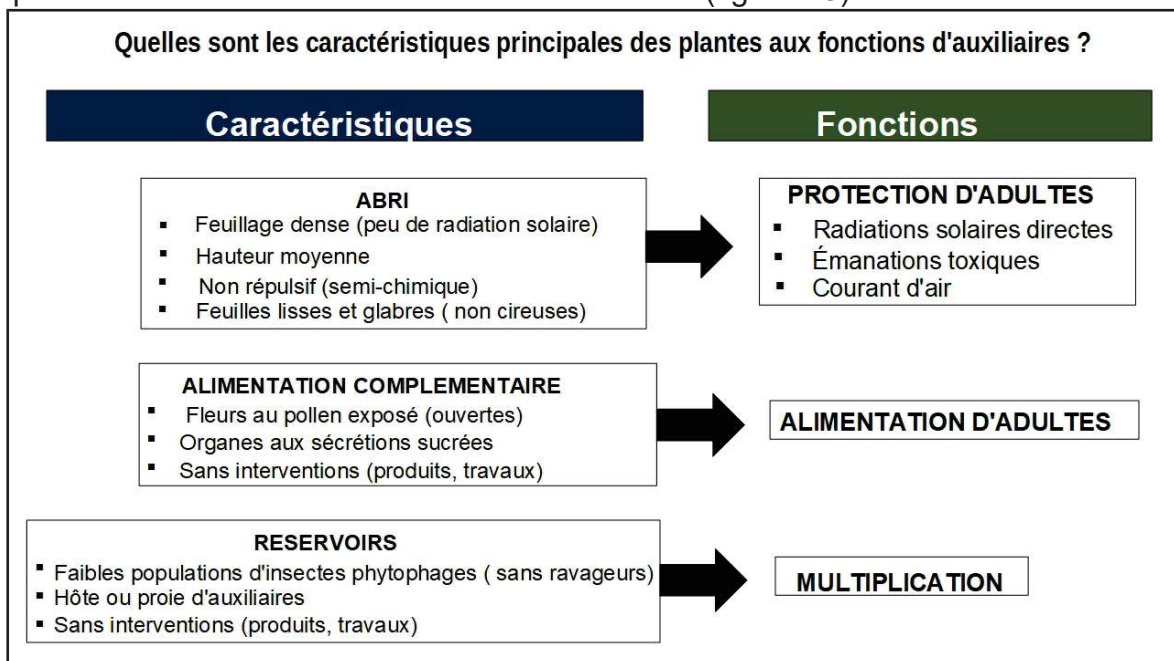 Quelles sont les caractéristiques principales des plantes aux fonctions d'auxiliaires ?
Caractéristiques
Fonctions
ABRI
▪ Feuillage dense (peu de radiation solaire)
▪ Hauteur moyenne
▪ Non répulsif (semi-chimique)
▪ Feuilles lisses et glabres ( non cireuses)
PROTECTION D'ADULTES
▪ Radiations solaires directes
▪ Émanations toxiques
▪ Courant d'air
ALIMENTATION COMPLEMENTAIRE
▪ Fleurs au pollen exposé (ouvertes)
▪ Organes aux sécrétions sucrées
▪ Sans interventions (produits, travaux)
ALIMENTATION D'ADULTES
RESERVOIRS
▪ Faibles populations d'insectes phytophages ( sans ravageurs)
▪ Hôte ou proie d'auxiliaires
▪ Sans interventions (produits, travaux)
MULTIPLICATION